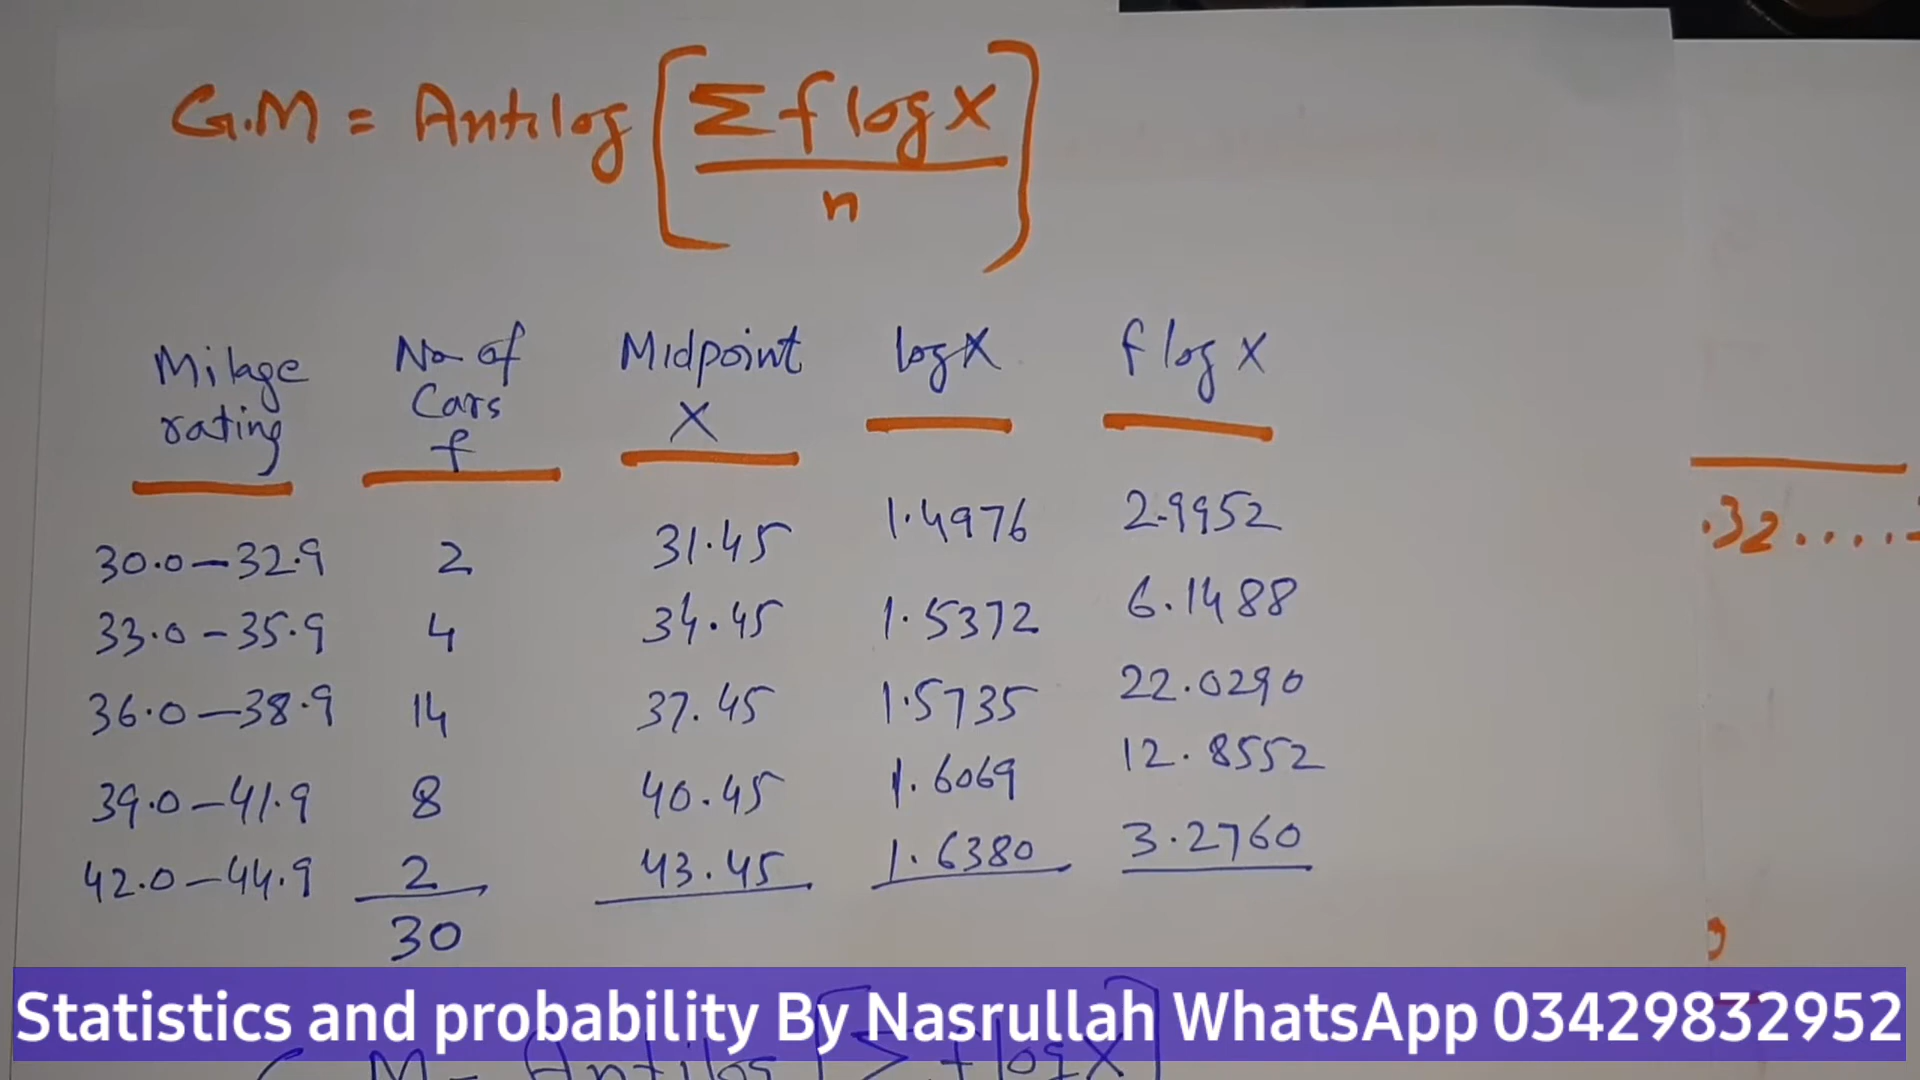 G.M = Antilog [ Σ f log X / n ]
Milage rating No of Cars f Midpoint X log X f log X
30.0 – 32.9 2 31.45 1.4976 2.9952
33.0 – 35.9 4 34.45 1.5372 6.1488
36.0 – 38.9 14 37.45 1.5735 22.0290
39.0 – 41.9 8 40.45 1.6069 12.8552
42.0 – 44.9 2 43.45 1.6380 3.2760
30
.32.....
Statistics and probability By Nasrullah WhatsApp 03429832952
G.M = Antilog [ Σ f log X ]